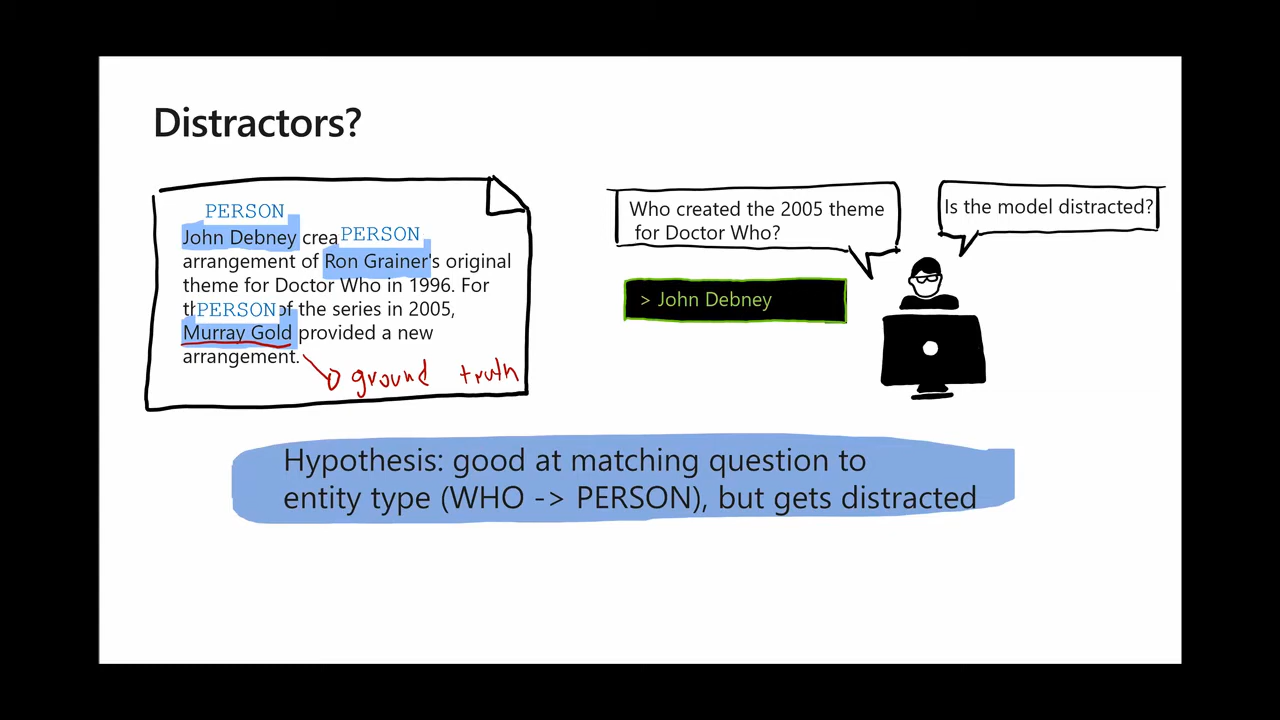 Distractors?
PERSON
John Debney crea PERSON
arrangement of Ron Grainer's original
theme for Doctor Who in 1996. For
th PERSON of the series in 2005,
Murray Gold provided a new
arrangement.
ground truth
Who created the 2005 theme
for Doctor Who?
> John Debney
Is the model distracted?
Hypothesis: good at matching question to
entity type (WHO -> PERSON), but gets distracted